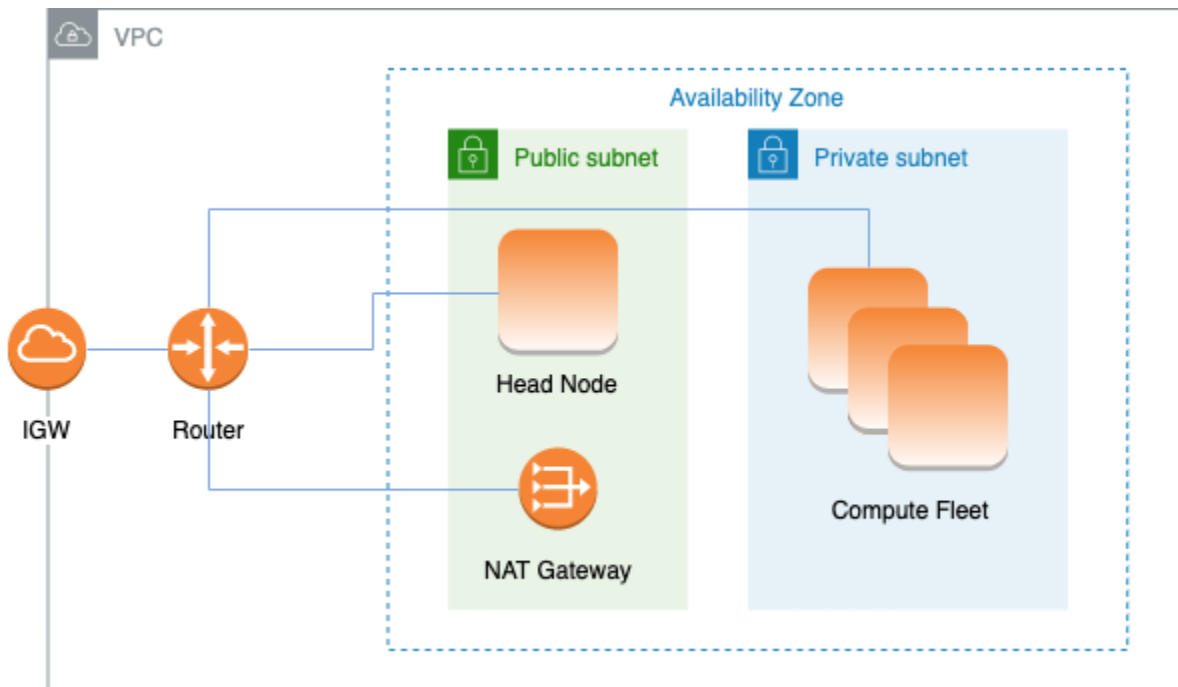 VPC
Availability Zone
Public subnet
Private subnet
Head Node
IGW
Router
Compute Fleet
NAT Gateway